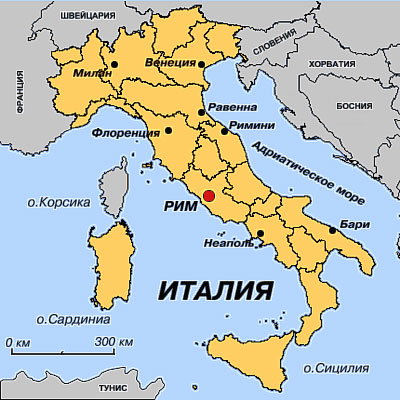 ШВЕЙЦАРИЯ
СЛОВЕНИЯ
ХОРВАТИЯ
Венеция
Милан
ФРАНЦИЯ
БОСНИЯ
Равенна
Римини
Флоренция
Адриатическое море
о.Корсика
РИМ
Бари
Неаполь
ИТАЛИЯ
о.Сардиния
0 км 300 км
о.Сицилия
ТУНИС